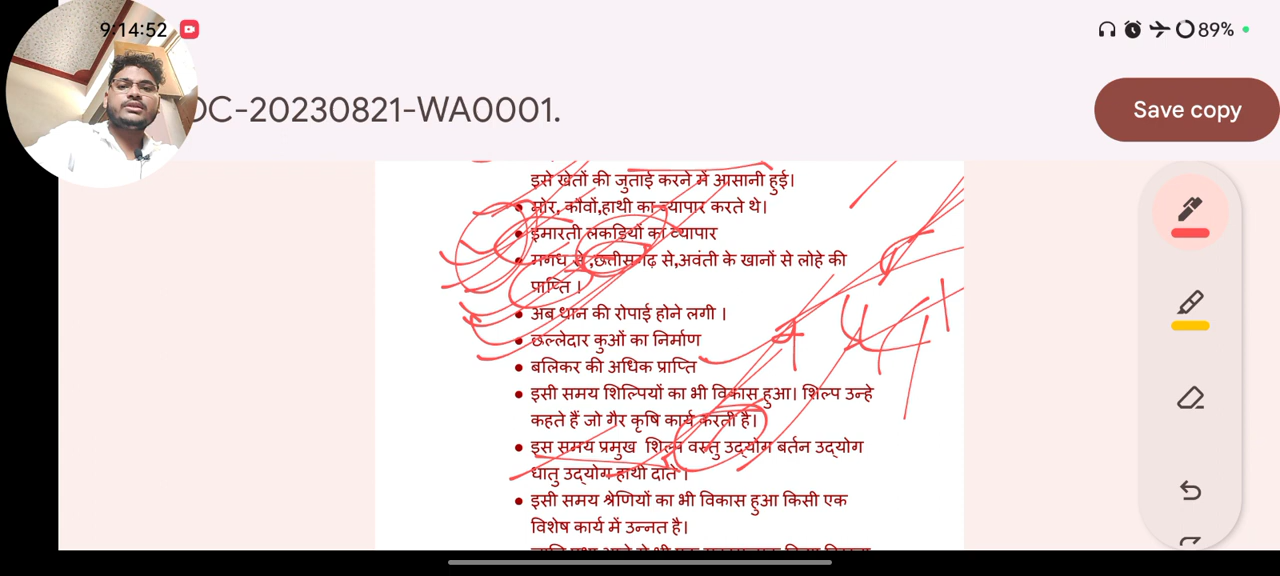 9:14:52
89%
OC-20230821-WA0001.
Save copy
इसे खेतों की जुताई करने में आसानी हुई।
• मोर, कौवों,हाथी का व्यापार करते थे।
• इमारती लकडियों का व्यापार
• मगध से ,छत्तीसगढ़ से,अवंती के खानों से लोहे की
प्राप्ति ।
• अब धान की रोपाई होने लगी ।
• छल्लेदार कुओं का निर्माण
• बलिकर की अधिक प्राप्ति
• इसी समय शिल्पियों का भी विकास हुआ। शिल्प उन्हे
कहते हैं जो गैर कृषि कार्य करती है।
• इस समय प्रमुख शिल्प वस्तु उद्योग बर्तन उद्योग
धातु उद्योग हाथी दांते ।
• इसी समय श्रेणियों का भी विकास हुआ किसी एक
विशेष कार्य में उन्नत है।